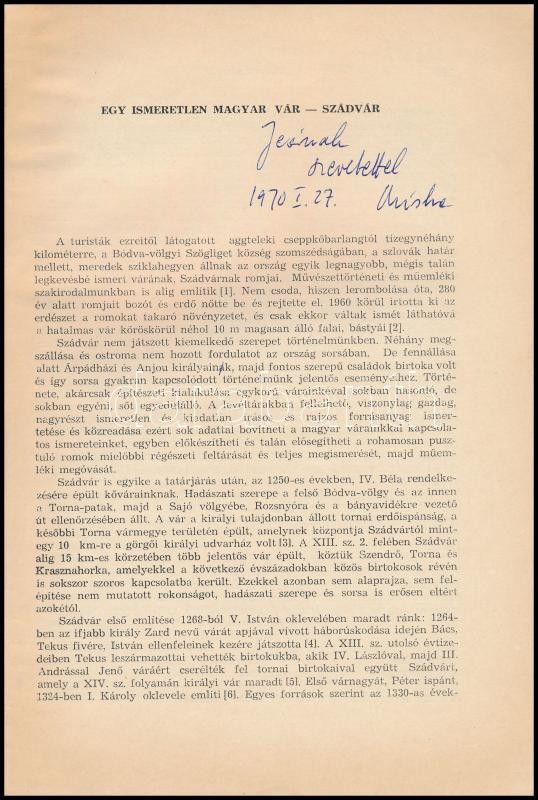 EGY ISMERETLEN MAGYAR VÁR — SZÁDVÁR
szeretettel
1970 I. 27.
A turisták ezreitől látogatott aggteleki cseppkőbarlangtól tizegynéhány
kilométerre, a Bódva-völgyi Szögliget község szomszédságában, a szlovák határ
mellett, meredek sziklahegyen állnak az ország egyik legnagyobb, mégis talán
legkevésbé ismert várának, Szádvárnak romjai. Művészettörténeti és műemléki
szakirodalmunkban is alig említik [1]. Nem csoda, hiszen lerombolása óta, 280
év alatt romjait bozót és erdő nőtte be és rejtette el. 1960 körül irtotta ki az
erdészet a romokat takaró növényzetet, és csak ekkor váltak ismét láthatóvá
a hatalmas vár köröskörül néhol 10 m magasan álló falai, bástyái [2].
Szádvár nem játszott kiemelkedő szerepet történelmünkben. Néhány meg-
szállása és ostroma nem hozott fordulatot az ország sorsában. De fennállása
alatt Árpádházi és Anjou királyainak, majd fontos szerepű családok birtoka volt
és így sorsa gyakran kapcsolódott történelmünk jelentős eseményeihez. Törté-
nete, akárcsak építészeti kialakulása egykorú várainkéval sokban hasonló, de
sokban egyéni, sőt egyedülálló. A levéltárakban fellelhető, viszonylag gazdag,
nagyrészt ismeretlen és kiadatlan írásos és rajzos forrásanyag ismer-
tetése és közreadása ezért sok adattal bővítheti a magyar várainkkal kapcsola-
tos ismereteinket, egyben előkészítheti és talán elősegítheti a rohamosan pusz-
tuló romok mielőbbi régészeti feltárását és teljes megismerését, majd műem-
léki megóvását.
Szádvár is egyike a tatárjárás után, az 1250-es években, IV. Béla rendelke-
zésére épült kővárainknak. Hadászati szerepe a felső Bódva-völgy és az innen
a Torna-patak, majd a Sajó völgyébe, Rozsnyóra és a bányavidékre vezető
út ellenőrzésében állt. A vár a királyi tulajdonban állott tornai erdőispánság, a
későbbi Torna vármegye területén épült, amelynek központja Szádvártól mint-
egy 10 km-re a görgői királyi udvarház volt [3]. A XIII. sz. 2. felében Szádvár
alig 15 km-es körzetében több jelentős vár épült, köztük Szendrő, Torna és
Krasznahorka, amelyekkel a következő évszázadokban közös birtokosok révén
is sokszor szoros kapcsolatba került. Ezekkel azonban sem alaprajza, sem fel-
építése nem mutatott rokonságot, hadászati szerepe és sorsa is erősen eltért
azokétól.
Szádvár első említése 1268-ból V. István oklevelében maradt ránk: 1264-
ben az ifjabb király Zard nevű várát apjával vívott háborúskodása idején Bács,
Tekus fivére, István ellenfeleinek kezére játszotta [4]. A XIII. sz. utolsó évtize-
deiben Tekus leszármazottai vehették birtokukba, akik IV. Lászlóval, majd III.
Andrással Jenő váráért cserélték fel tornai birtokaival együtt Szádvárt,
amely a XIV. sz. folyamán királyi vár maradt [5]. Első várnagyát, Péter ispánt,
1324-ben I. Károly oklevele említi [6]. Egyes források szerint az 1330-as évek-